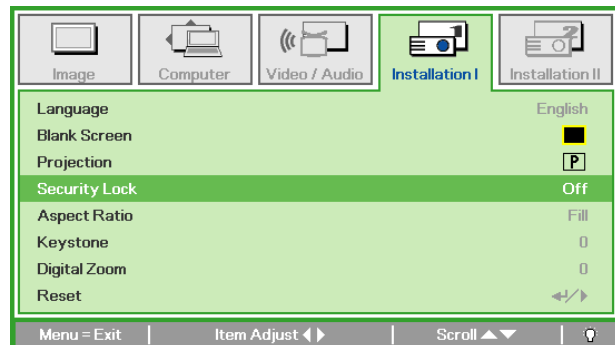 Image Computer Video / Audio Installation I Installation II
Language English
Blank Screen
Projection P
Security Lock Off
Aspect Ratio Fill
Keystone 0
Digital Zoom 0
Reset ↵/▶
Menu = Exit Item Adjust ◀ ▶ Scroll ▲▼